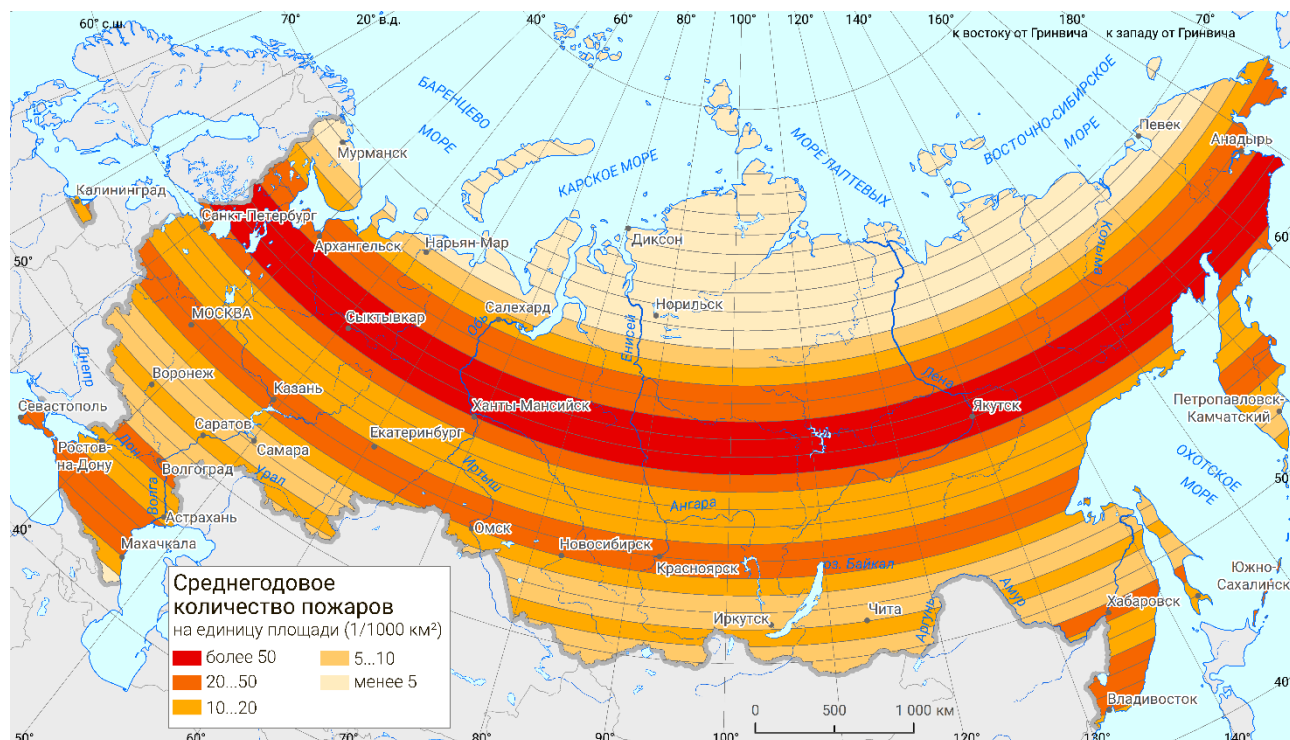 60° с.ш.
70°
20° в.д.
40°
60°
80°
100°
120°
140°
160°
180°
70°
к востоку от Гринвича
к западу от Гринвича
БАРЕНЦЕВО
МОРЕ
КАРСКОЕ МОРЕ
МОРЕ ЛАПТЕВЫХ
ВОСТОЧНО-СИБИРСКОЕ
МОРЕ
Певек
Анадырь
Мурманск
Калининград
Санкт-Петербург
Архангельск
Нарьян-Мар
Диксон
Колыма
60°
50°
Салехард
Норильск
МОСКВА
Сыктывкар
Обь
Енисей
Лена
Днепр
Воронеж
Казань
Ханты-Мансийск
Якутск
Петропавловск-
Камчатский
Севастополь
Саратов
Екатеринбург
Ростов-
на-Дону
Дон
Самара
Волгоград
Урал
Иртыш
ОХОТСКОЕ
МОРЕ
50°
Волга
Астрахань
Ангара
40°
Омск
Махачкала
Новосибирск
Красноярск
оз. Байкал
Южно-
Сахалинск
Иркутск
Чита
Аргунь
Амур
Хабаровск
Владивосток
40°
Среднегодовое
количество пожаров
на единицу площади (1/1000 км²)
более 50
5...10
20...50
менее 5
10...20
0
500
1 000 км
50°
60°
70°
80°
90°
100°
110°
120°
130°
140°